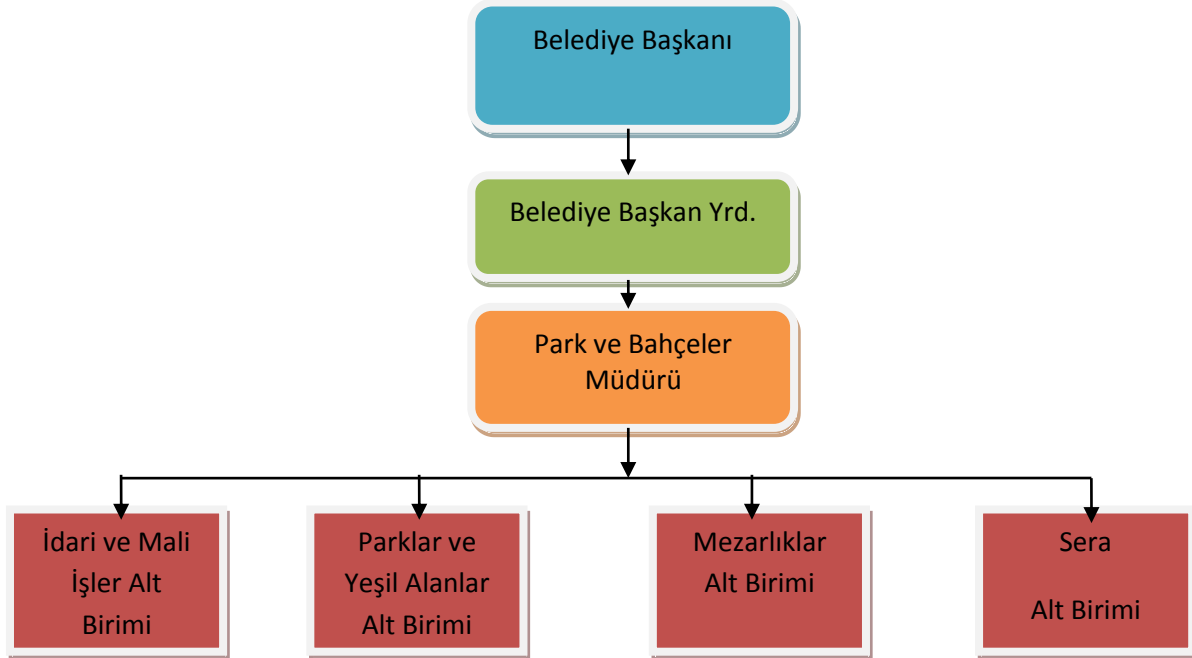 Belediye Başkanı
Belediye Başkan Yrd.
Park ve Bahçeler
Müdürü
İdari ve Mali
İşler Alt
Birimi
Parklar ve
Yeşil Alanlar
Alt Birimi
Mezarlıklar
Alt Birimi
Sera
Alt Birimi